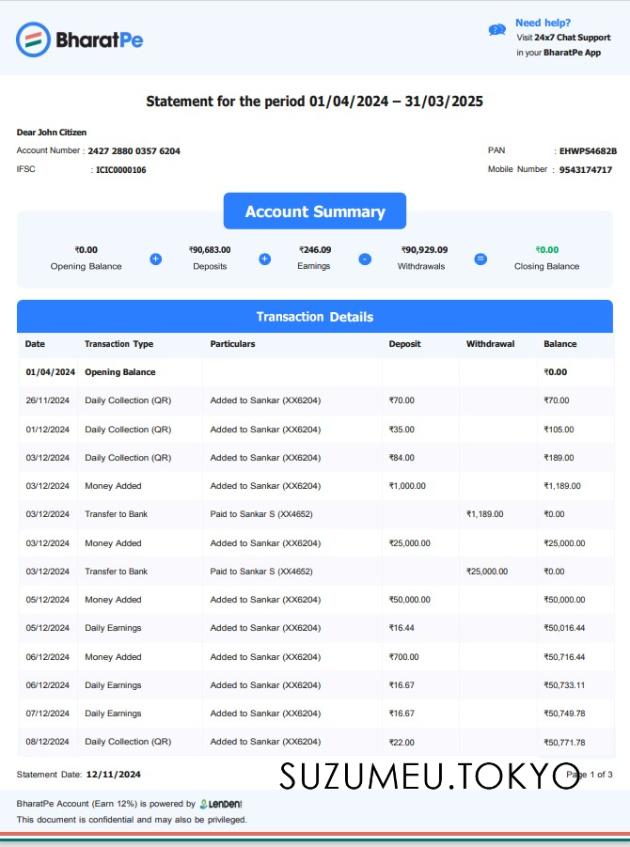 BharatPe
Need help?
Visit 24x7 Chat Support
in your BharatPe App
Statement for the period 01/04/2024 – 31/03/2025
Dear John Citizen
Account Number : 2427 2880 0357 6204
PAN : EHWPS4682B
IFSC : ICIC0000106
Mobile Number : 9543174717
Account Summary
₹0.00 ₹90,683.00 ₹246.09 ₹90,929.09 ₹0.00
Opening Balance + Deposits + Earnings - Withdrawals = Closing Balance
Transaction Details
Date Transaction Type Particulars Deposit Withdrawal Balance
01/04/2024 Opening Balance ₹0.00
26/11/2024 Daily Collection (QR) Added to Sankar (XX6204) ₹70.00 ₹70.00
01/12/2024 Daily Collection (QR) Added to Sankar (XX6204) ₹35.00 ₹105.00
03/12/2024 Daily Collection (QR) Added to Sankar (XX6204) ₹84.00 ₹189.00
03/12/2024 Money Added Added to Sankar (XX6204) ₹1,000.00 ₹1,189.00
03/12/2024 Transfer to Bank Paid to Sankar S (XX4652) ₹1,189.00 ₹0.00
03/12/2024 Money Added Added to Sankar (XX6204) ₹25,000.00 ₹25,000.00
03/12/2024 Transfer to Bank Paid to Sankar S (XX4652) ₹25,000.00 ₹0.00
05/12/2024 Money Added Added to Sankar (XX6204) ₹50,000.00 ₹50,000.00
05/12/2024 Daily Earnings Added to Sankar (XX6204) ₹16.44 ₹50,016.44
06/12/2024 Money Added Added to Sankar (XX6204) ₹700.00 ₹50,716.44
06/12/2024 Daily Earnings Added to Sankar (XX6204) ₹16.67 ₹50,733.11
07/12/2024 Daily Earnings Added to Sankar (XX6204) ₹16.67 ₹50,749.78
08/12/2024 Daily Collection (QR) Added to Sankar (XX6204) ₹22.00 ₹50,771.78
Statement Date: 12/11/2024
SUZUMEU.TOKYO
Page 1 of 3
BharatPe Account (Earn 12%) is powered by LENDEN
This document is confidential and may also be privileged.